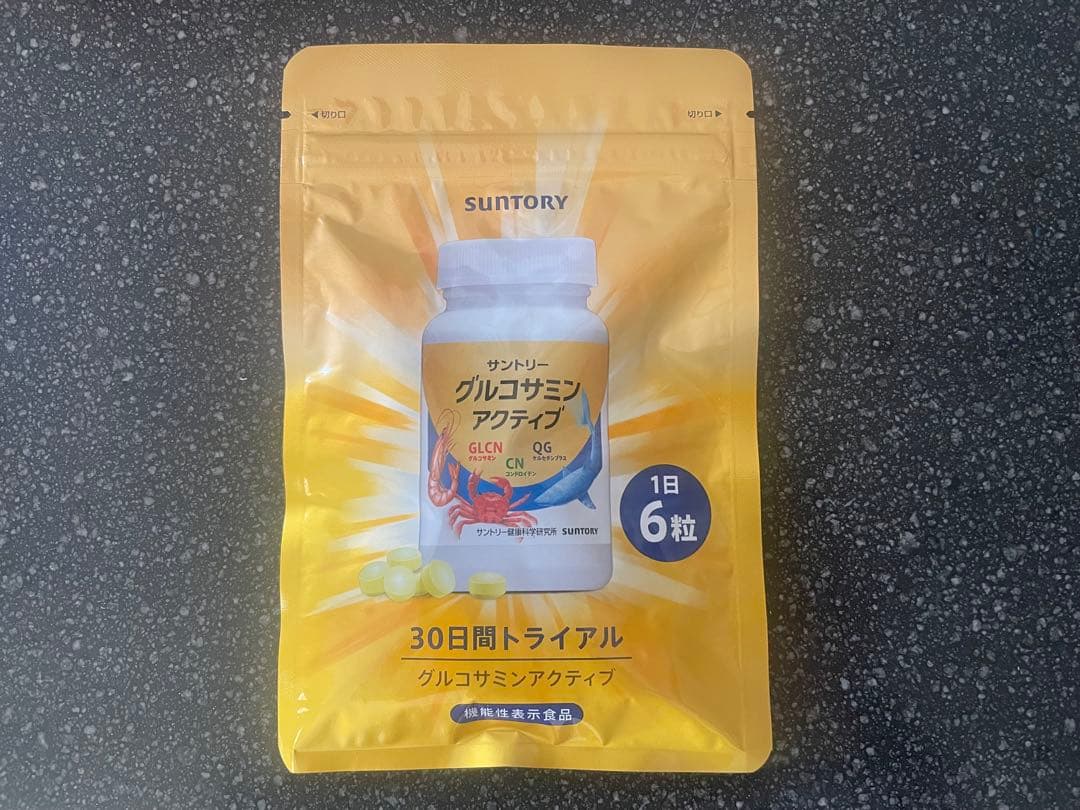 ◀切り口
切り口▶
SUNTORY
サントリー
グルコサミン
アクティブ
GLCN
グルコサミン
QG
ケルセチンプラス
CN
コンドロイチン
サントリー健康科学研究所 SUNTORY
1日
6粒
30日間トライアル
グルコサミンアクティブ
機能性表示食品